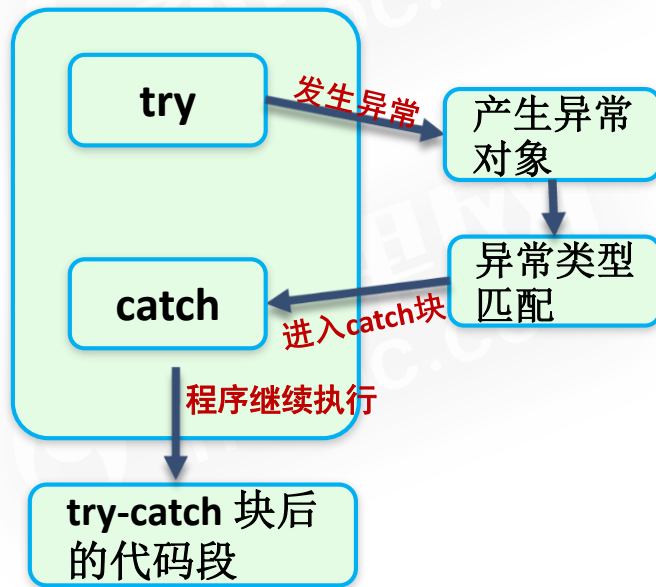 try
发生异常
产生异常
对象
异常类型
匹配
进入catch块
catch
程序继续执行
try-catch 块后
的代码段